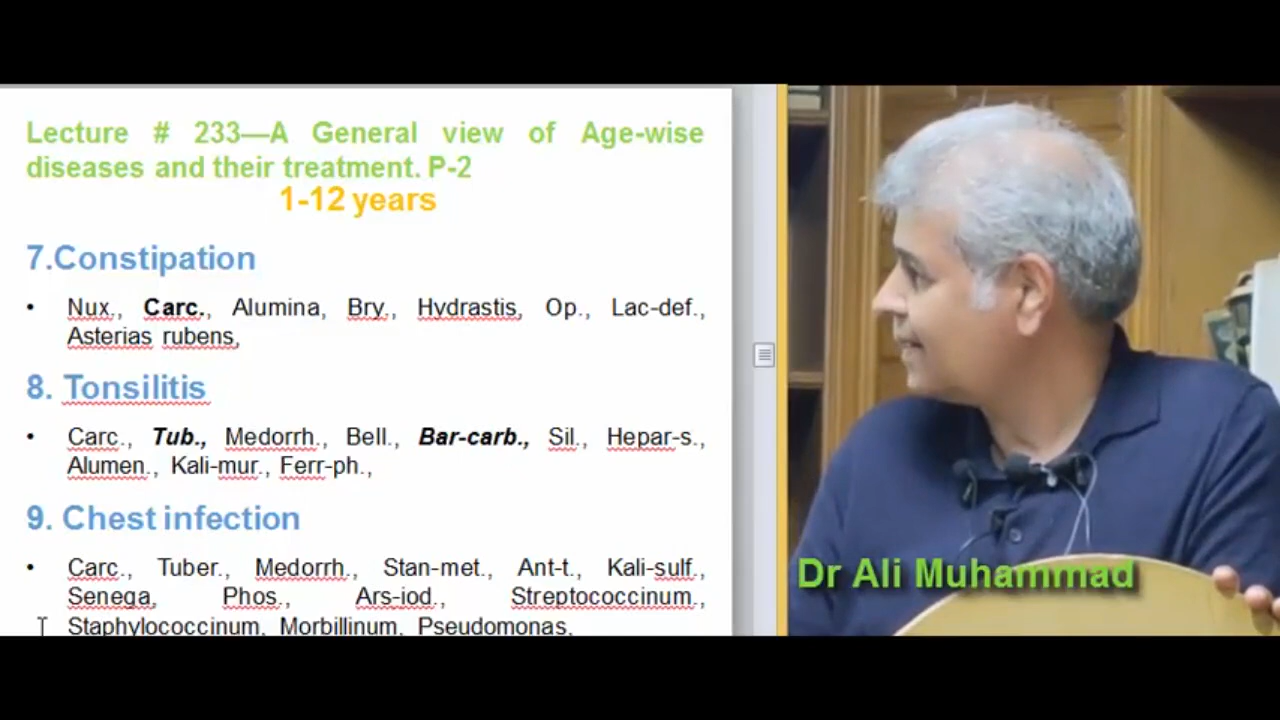 Lecture # 233—A General view of Age-wise
diseases and their treatment. P-2
1-12 years
7.Constipation
• Nux., Carc., Alumina, Bry., Hydrastis, Op., Lac-def.,
Asterias rubens,
8. Tonsilitis
• Carc., Tub., Medorrh., Bell., Bar-carb., Sil., Hepar-s.,
Alumen., Kali-mur., Ferr-ph.,
9. Chest infection
• Carc., Tuber., Medorrh., Stan-met., Ant-t., Kali-sulf.,
Senega, Phos., Ars-iod., Streptococcinum.,
Staphylococcinum, Morbillinum, Pseudomonas,
Dr Ali Muhammad